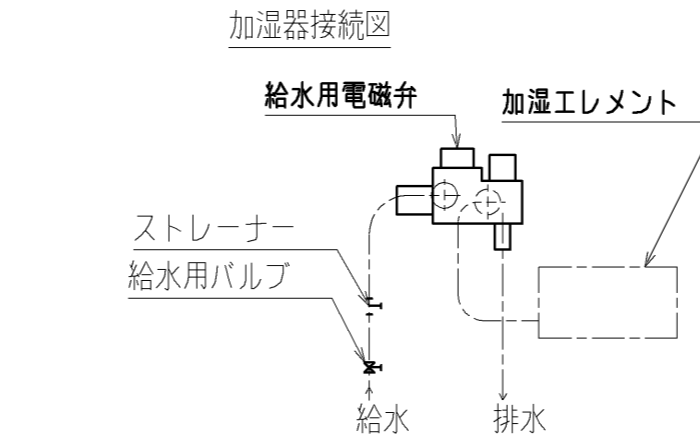 加湿器接続図
給水用電磁弁
加湿エレメント
ストレーナー
給水用バルブ
給水
排水